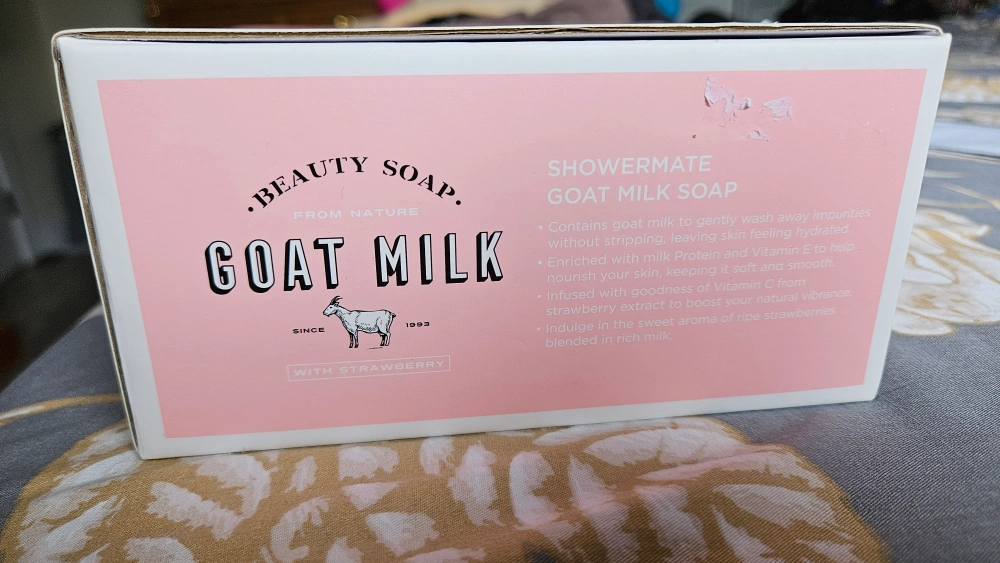 ·BEAUTY SOAP·
FROM NATURE
GOAT MILK
SINCE 1993
WITH STRAWBERRY
SHOWERMATE
GOAT MILK SOAP
• Contains goat milk to gently wash away impurities
without stripping, leaving skin feeling hydrated.
• Enriched with milk Protein and Vitamin E to help
nourish your skin, keeping it soft and smooth.
• Infused with goodness of Vitamin C from
strawberry extract to boost your natural vibrance.
• Indulge in the sweet aroma of ripe strawberries
blended in rich milk.